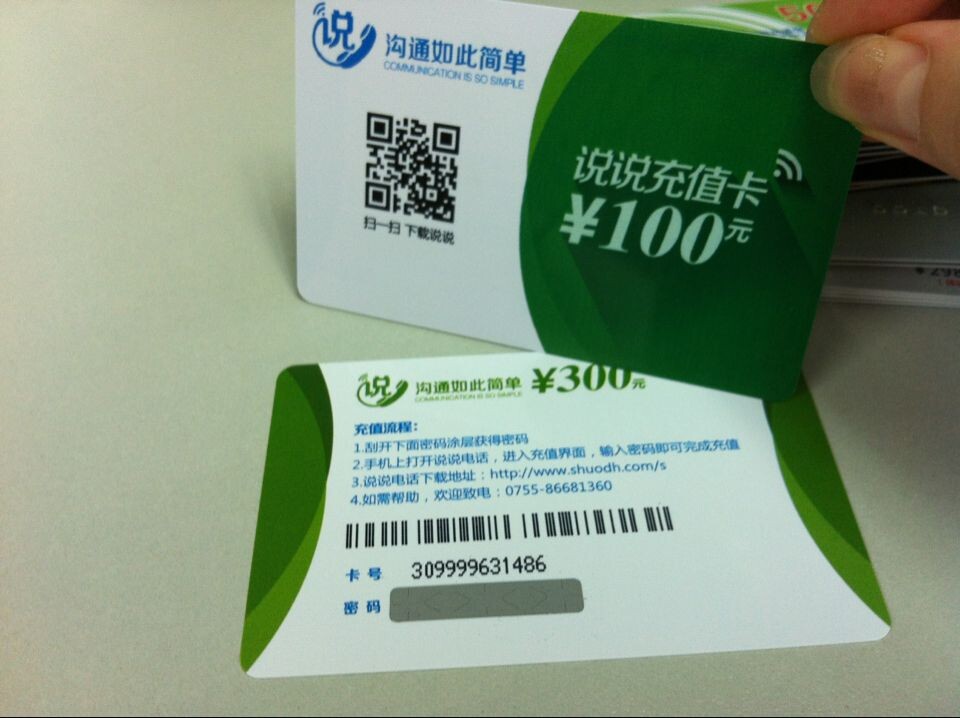 说
沟通如此简单
COMMUNICATION IS SO SIMPLE
扫一扫 下载说说
说说充值卡
¥100元
说
沟通如此简单 ¥300元
COMMUNICATION IS SO SIMPLE
充值流程：
1.刮开下面密码涂层获得密码
2.手机上打开说说电话，进入充值界面，输入密码即可完成充值
3.说说电话下载地址：http://www.shuodh.com/s
4.如需帮助，欢迎致电：0755-86681360
卡 号 309999631486
密 码